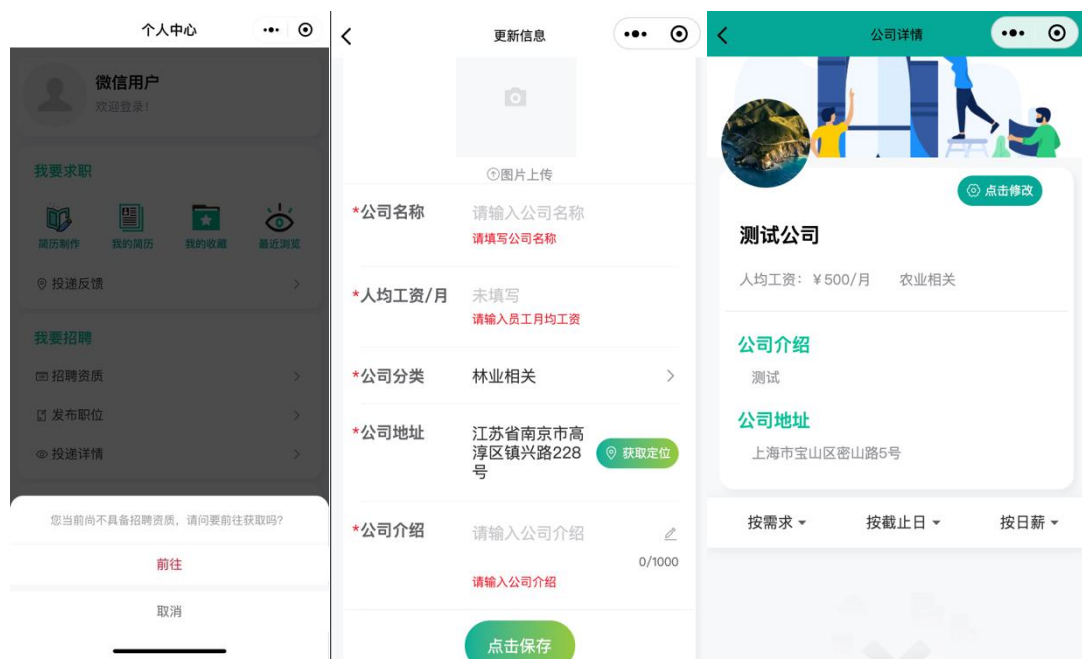 个人中心
微信用户
欢迎登录！
我要求职
简历制作
我的简历
我的收藏
最近浏览
投递反馈
我要招聘
招聘资质
发布职位
投递详情
您当前尚不具备招聘资质，请问要前往获取吗?
前往
取消
更新信息
图片上传
*公司名称
请输入公司名称
请填写公司名称
*人均工资/月
未填写
请输入员工月均工资
*公司分类
林业相关
*公司地址
江苏省南京市高
淳区镇兴路228
号
获取定位
*公司介绍
请输入公司介绍
0/1000
请输入公司介绍
点击保存
公司详情
点击修改
测试公司
人均工资：¥500/月 农业相关
公司介绍
测试
公司地址
上海市宝山区密山路5号
按需求
按截止日
按日薪